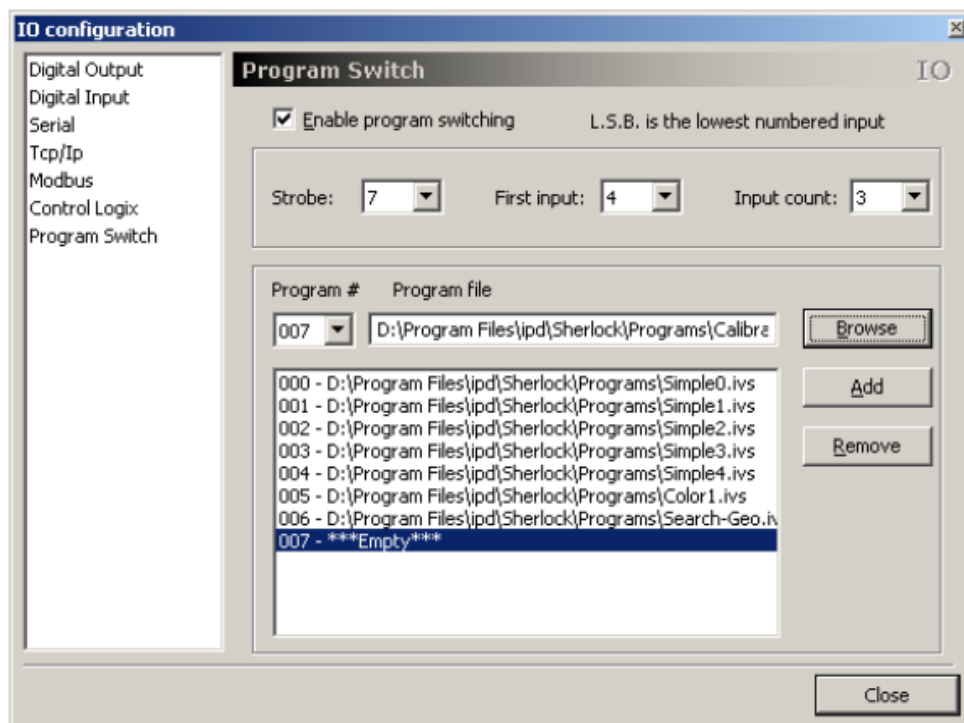 IO configuration
Digital Output
Digital Input
Serial
Tcp/Ip
Modbus
Control Logix
Program Switch
Program Switch IO
Enable program switching L.S.B. is the lowest numbered input
Strobe: 7 First input: 4 Input count: 3
Program # Program file
007 D:\Program Files\ipd\Sherlock\Programs\Calibra Browse
000 - D:\Program Files\ipd\Sherlock\Programs\Simple0.ivs
001 - D:\Program Files\ipd\Sherlock\Programs\Simple1.ivs
002 - D:\Program Files\ipd\Sherlock\Programs\Simple2.ivs
003 - D:\Program Files\ipd\Sherlock\Programs\Simple3.ivs
004 - D:\Program Files\ipd\Sherlock\Programs\Simple4.ivs
005 - D:\Program Files\ipd\Sherlock\Programs\Color1.ivs
006 - D:\Program Files\ipd\Sherlock\Programs\Search-Geo.iv
007 - ***Empty***
Add
Remove
Close